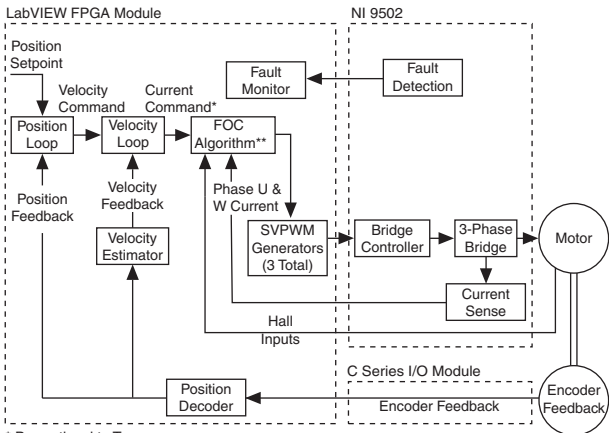 LabVIEW FPGA Module
NI 9502
Position
Setpoint
Velocity
Command
Current
Command*
Fault
Monitor
Fault
Detection
Position
Loop
Velocity
Loop
FOC
Algorithm**
Position
Feedback
Velocity
Feedback
Phase U &
W Current
Velocity
Estimator
SVPWM
Generators
(3 Total)
Bridge
Controller
3-Phase
Bridge
Motor
Current
Sense
Hall
Inputs
C Series I/O Module
Position
Decoder
Encoder Feedback
Encoder
Feedback